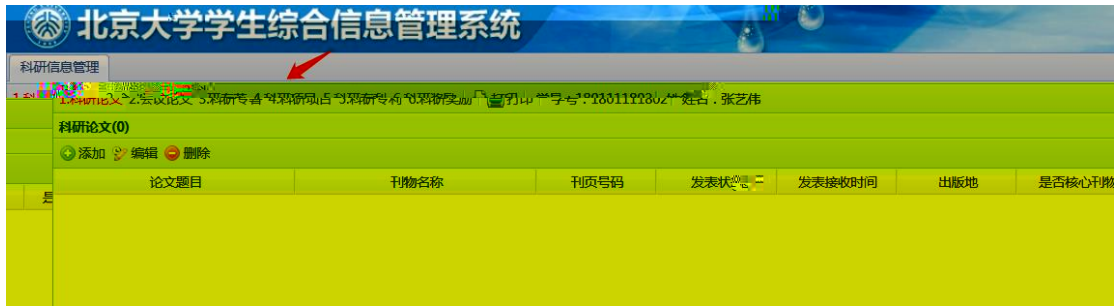 北京大学学生综合信息管理系统
科研信息管理
1.科研论文 2.会议论文 3.科研专著 4.科研项目 5.科研专利 6.科研奖励 打印 学号: 姓名:张艺伟
科研论文(0)
添加 编辑 删除
论文题目 刊物名称 刊页号码 发表状 发表接收时间 出版地 是否核心刊物